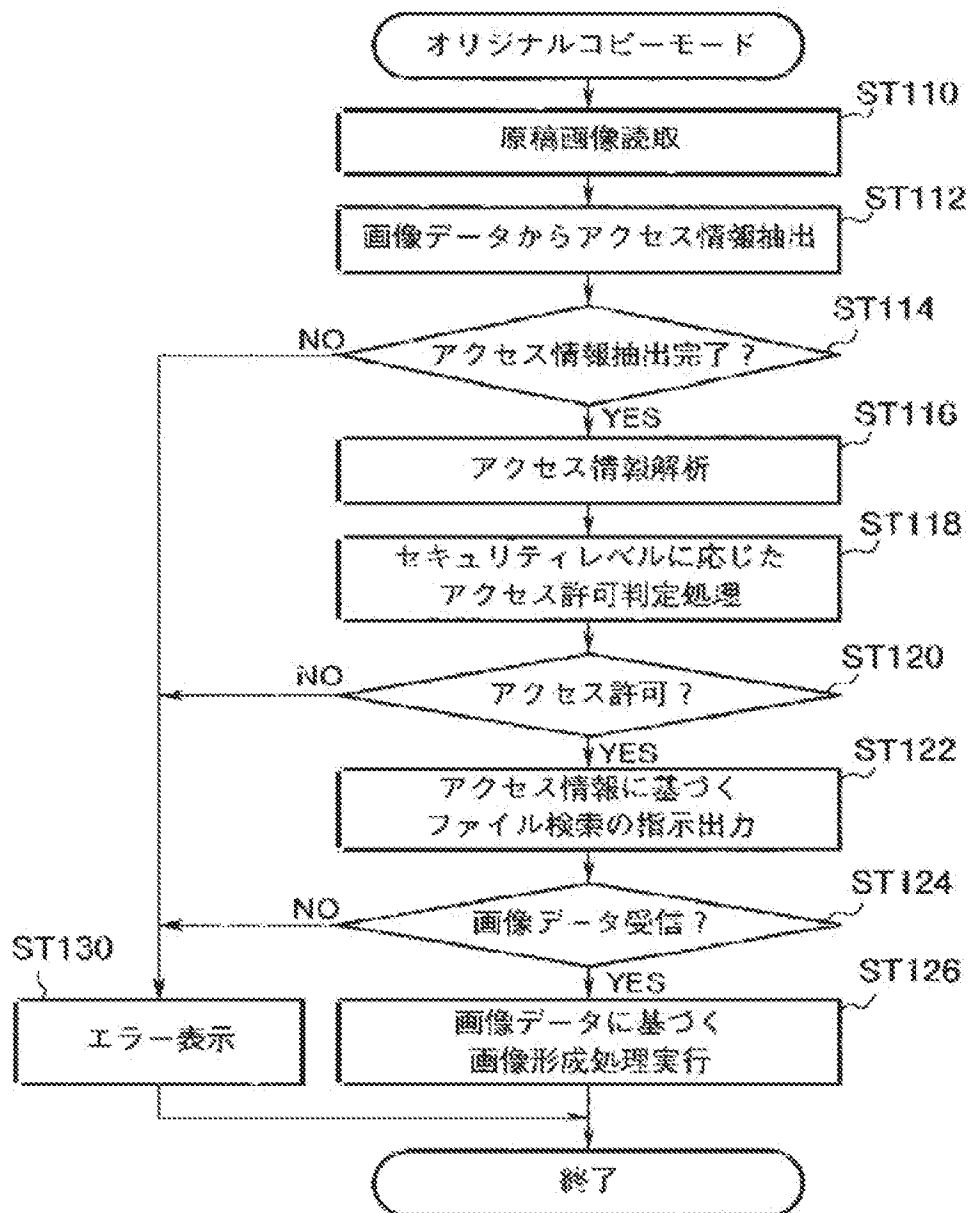 オリジナルコピーモード
ST110
原稿画像読取
ST112
画像データからアクセス情報抽出
ST114
NO
アクセス情報抽出完了？
YES
ST116
アクセス情報解析
ST118
セキュリティレベルに応じた
アクセス許可判定処理
ST120
NO
アクセス許可？
YES
ST122
アクセス情報に基づく
ファイル検索の指示出力
ST124
NO
画像データ受信？
YES
ST130
エラー表示
ST126
画像データに基づく
画像形成処理実行
終了